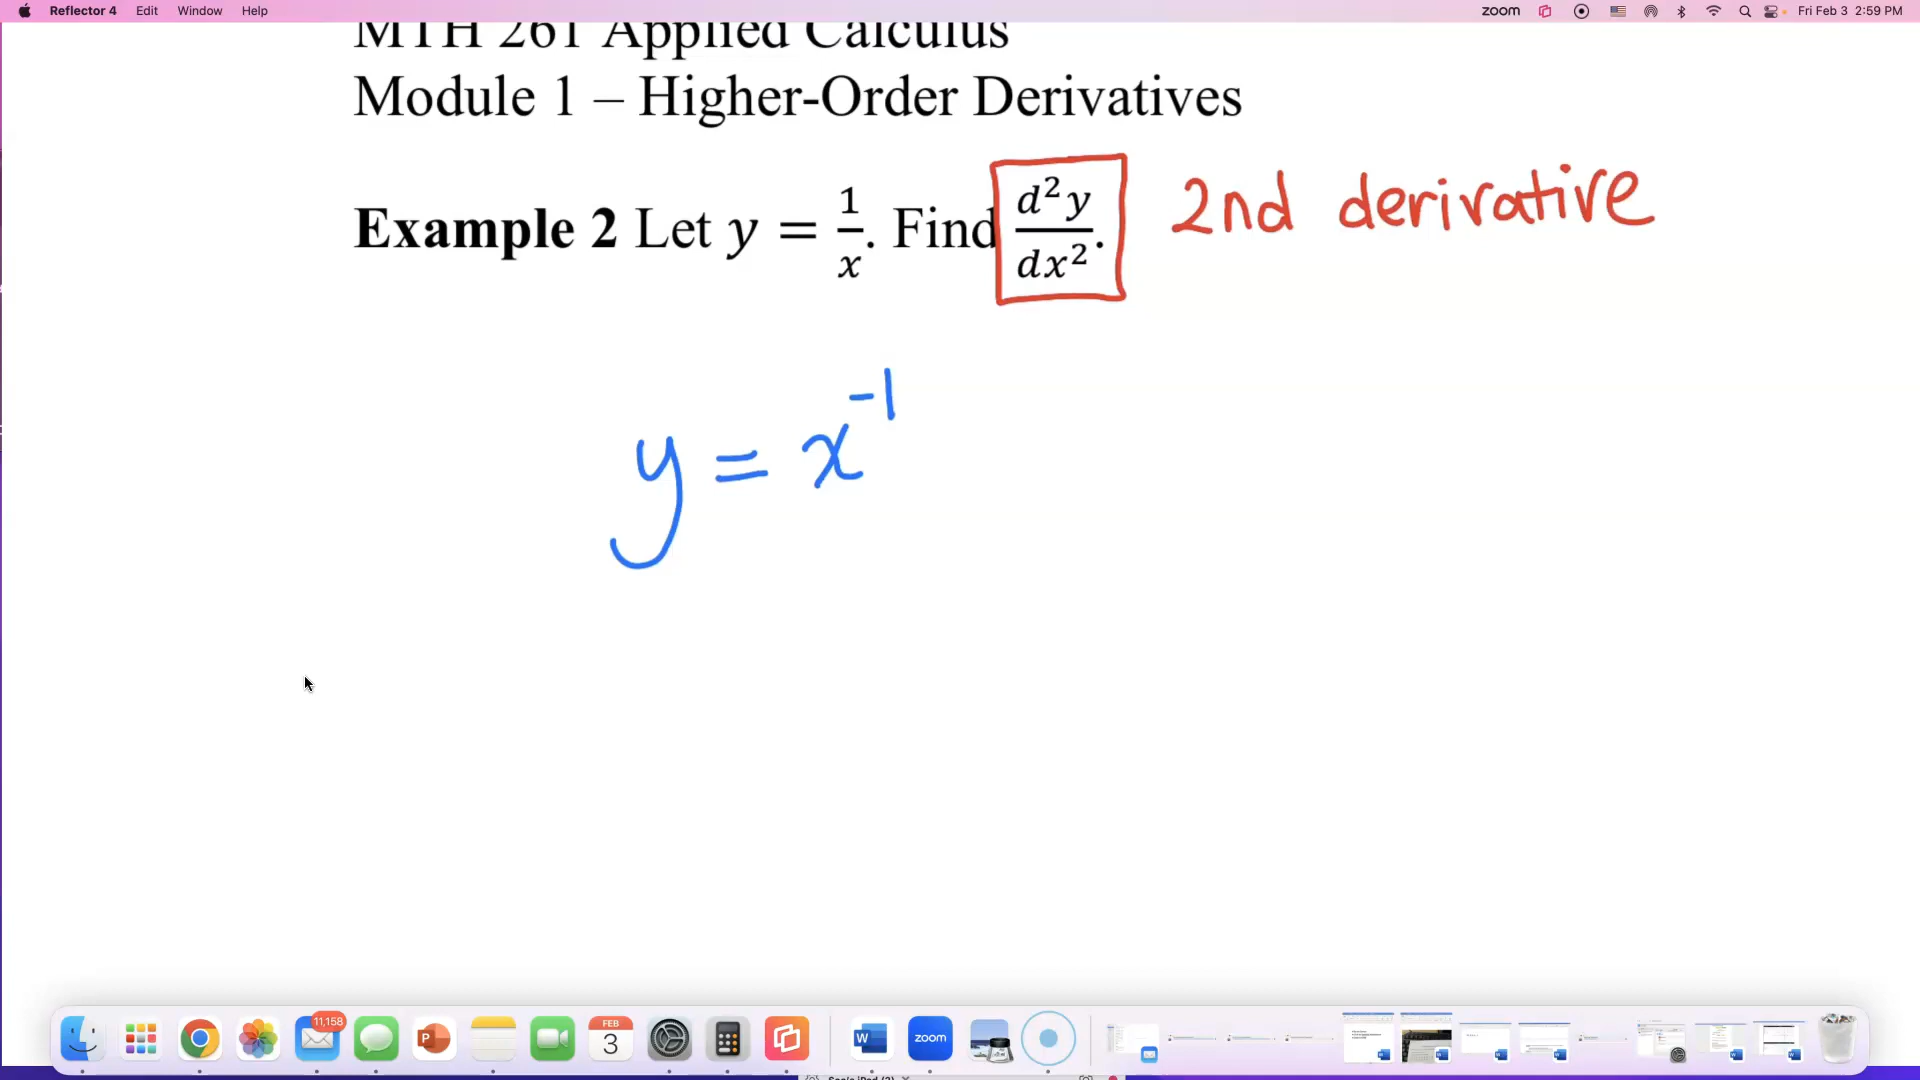 Reflector 4 Edit Window Help zoom Fri Feb 3 2:59 PM
MTH 261 Applied Calculus
Module 1 – Higher-Order Derivatives
Example 2 Let y = 1/x. Find d²y/dx². 2nd derivative
y = x⁻¹
11,158
FEB
3
P
W
zoom